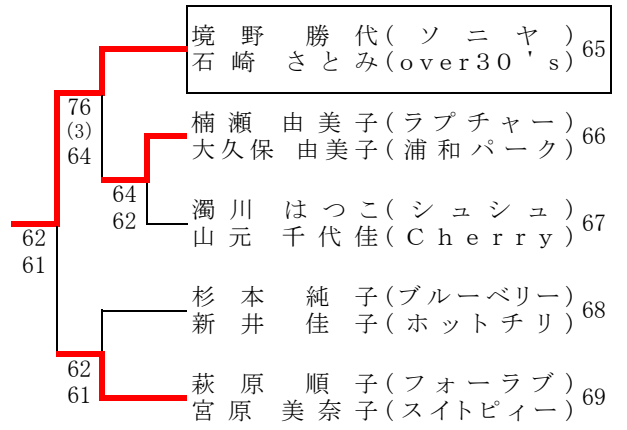 境野 勝代(ソニヤ) 65
石崎 さとみ(over30's)
76
(3)
64
楠瀬 由美子(ラプチャー) 66
大久保 由美子(浦和パーク)
64
62
濁川 はつこ(シュシュ) 67
山元 千代佳(Cherry)
62
61
杉本 純子(ブルーベリー) 68
新井 佳子(ホットチリ)
62
61
萩原 順子(フォーラブ) 69
宮原 美奈子(スイトピィー)